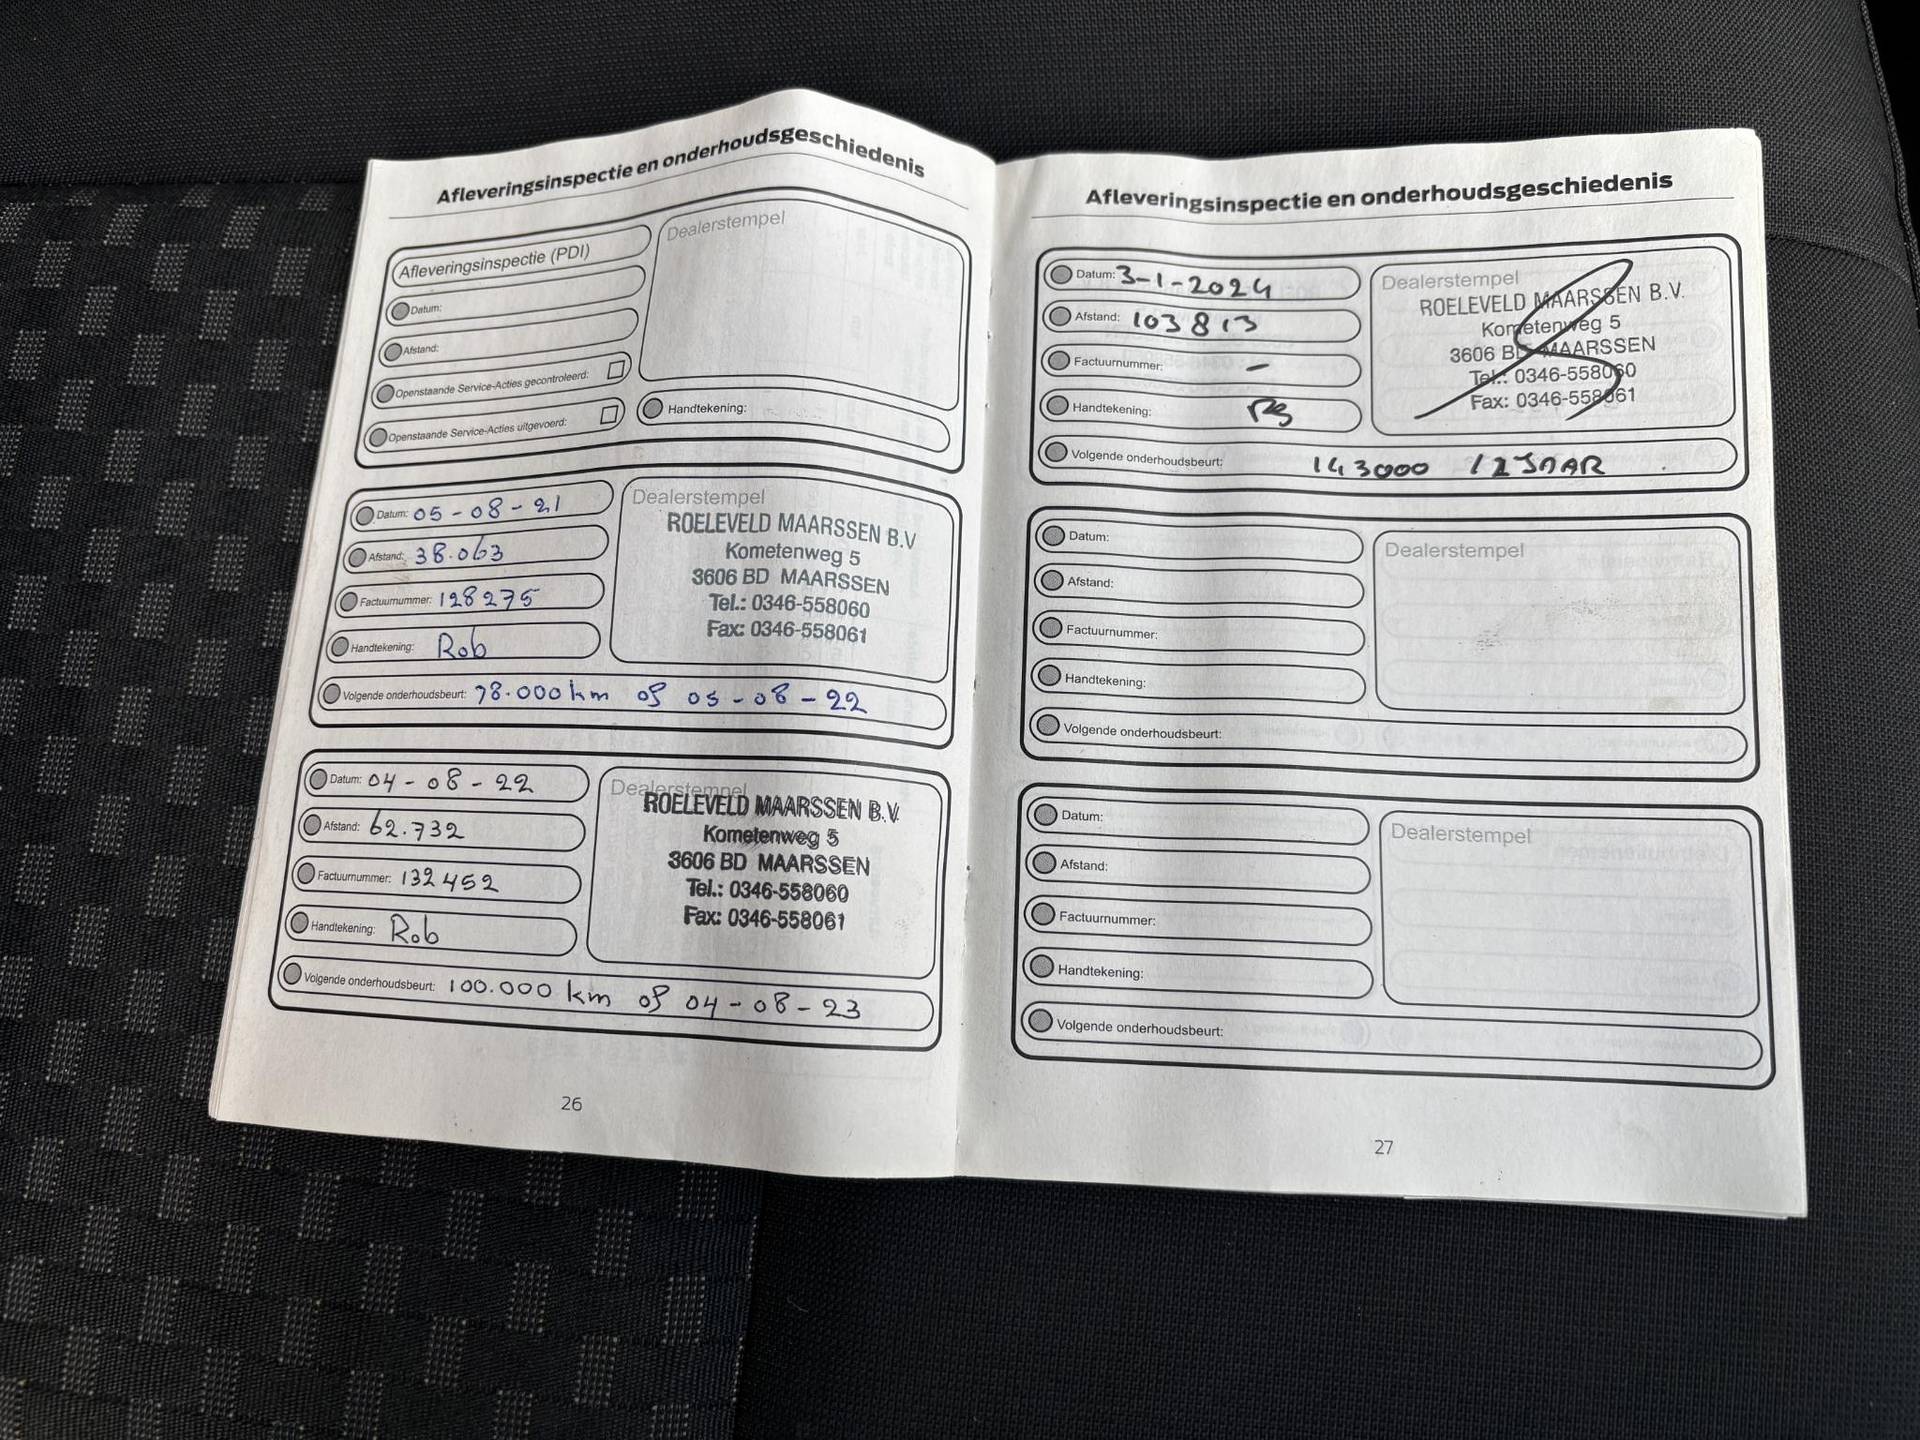 Afleveringsinspectie en onderhoudsgeschiedenis
Afleveringsinspectie (PDI)
Datum:
Afstand:
Openstaande Service-Acties gecontroleerd:
Openstaande Service-Acties uitgevoerd:
Dealerstempel
Handtekening:
Datum: 05-08-21
Afstand: 38.063
Factuurnummer: 128275
Handtekening: Rob
Dealerstempel
ROELEVELD MAARSSEN B.V
Kometenweg 5
3606 BD MAARSSEN
Tel.: 0346-558060
Fax: 0346-558061
Volgende onderhoudsbeurt: 78.000 km of 05-08-22
Datum: 04-08-22
Afstand: 62.732
Factuurnummer: 132452
Handtekening: Rob
Dealerstempel
ROELEVELD MAARSSEN B.V.
Kometenweg 5
3606 BD MAARSSEN
Tel.: 0346-558060
Fax: 0346-558061
Volgende onderhoudsbeurt: 100.000 km of 04-08-23
26
Afleveringsinspectie en onderhoudsgeschiedenis
Datum: 3-1-2024
Afstand: 103813
Factuurnummer: -
Handtekening:
Dealerstempel
ROELEVELD MAARSSEN B.V.
Kometenweg 5
3606 BD MAARSSEN
Tel.: 0346-558060
Fax: 0346-558061
Volgende onderhoudsbeurt: 143000 / 2 JAAR
Datum:
Afstand:
Factuurnummer:
Handtekening:
Dealerstempel
Volgende onderhoudsbeurt:
Datum:
Afstand:
Factuurnummer:
Handtekening:
Dealerstempel
Volgende onderhoudsbeurt:
27